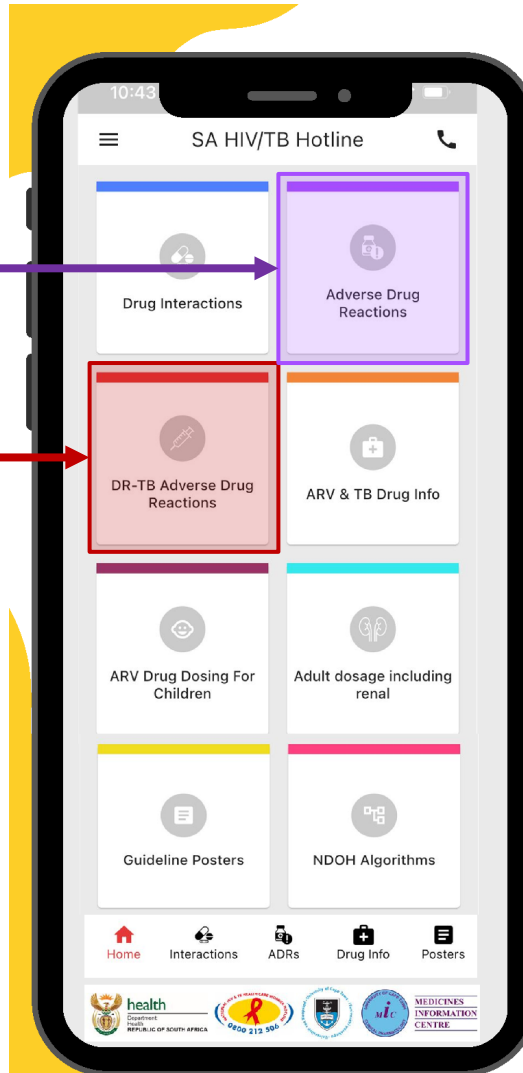 10:43
SA HIV/TB Hotline
Drug Interactions
Adverse Drug
Reactions
DR-TB Adverse Drug
Reactions
ARV & TB Drug Info
ARV Drug Dosing For
Children
Adult dosage including
renal
Guideline Posters
NDOH Algorithms
Home
Interactions
ADRs
Drug Info
Posters
health
Department:
Health
REPUBLIC OF SOUTH AFRICA
0800 212 506
MIC
MEDICINES
INFORMATION
CENTRE